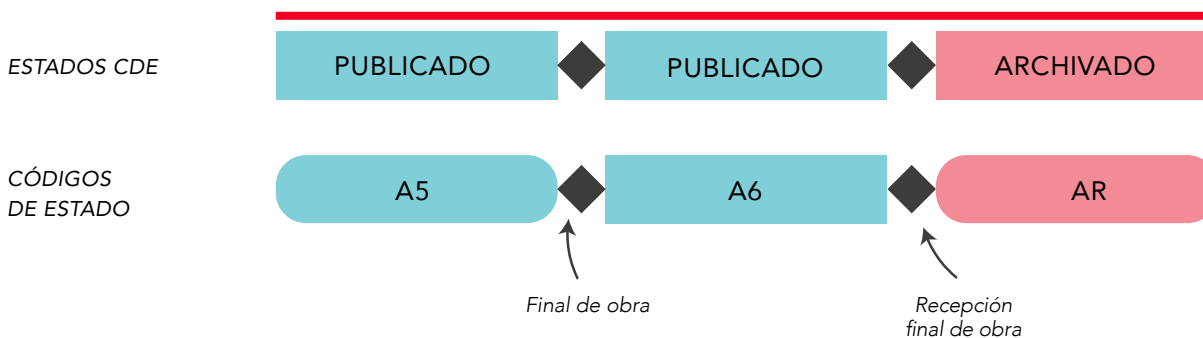 ESTADOS CDE
PUBLICADO
PUBLICADO
ARCHIVADO
CÓDIGOS
DE ESTADO
A5
A6
AR
Final de obra
Recepción
final de obra